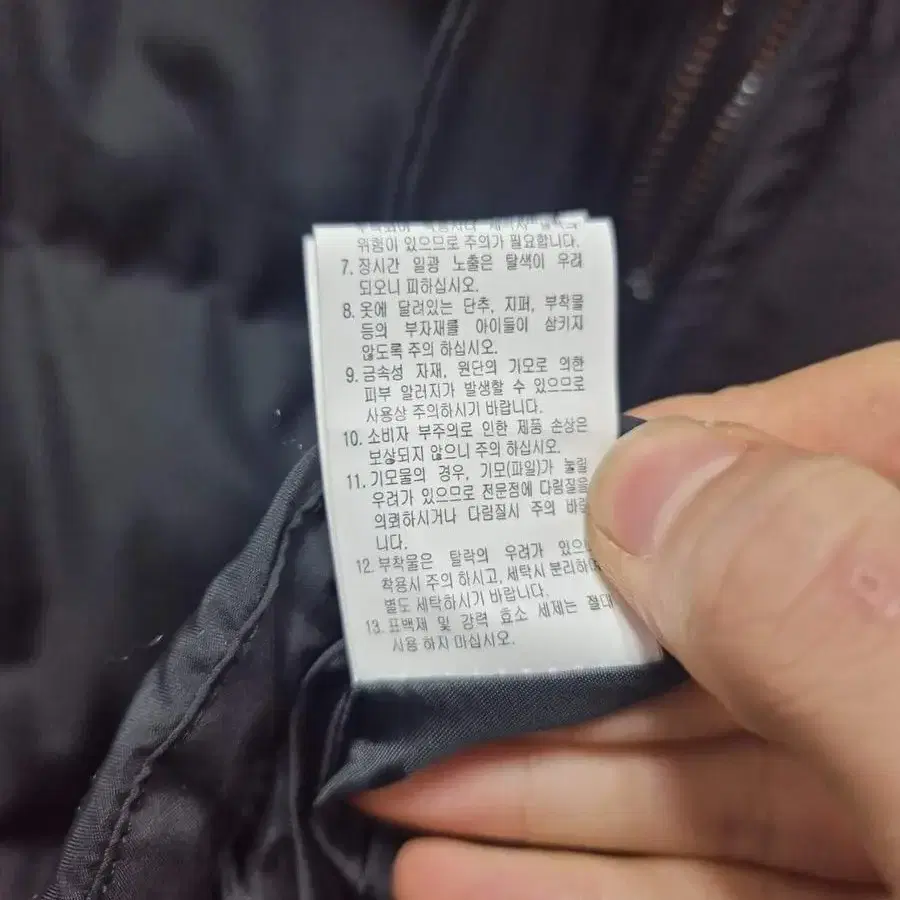 위험이 있으므로 주의가 필요합니다.
7. 장시간 일광 노출은 탈색이 우려
되오니 피하십시오.
8. 옷에 달려있는 단추, 지퍼, 부착물
등의 부자재를 아이들이 삼키지
않도록 주의 하십시오.
9. 금속성 자재, 원단의 기모로 의한
피부 알러지가 발생할 수 있으므로
사용상 주의하시기 바랍니다.
10. 소비자 부주의로 인한 제품 손상은
보상되지 않으니 주의 하십시오.
11. 기모물의 경우, 기모(파일)가 눌릴
우려가 있으므로 전문점에 다림질을
의뢰하시거나 다림질시 주의 바랍
니다.
12. 부착물은 탈락의 우려가 있으
착용시 주의 하시고, 세탁시 분리하
별도 세탁하시기 바랍니다.
13. 표백제 및 강력 효소 세제는 절대
사용 하지 마십시오.